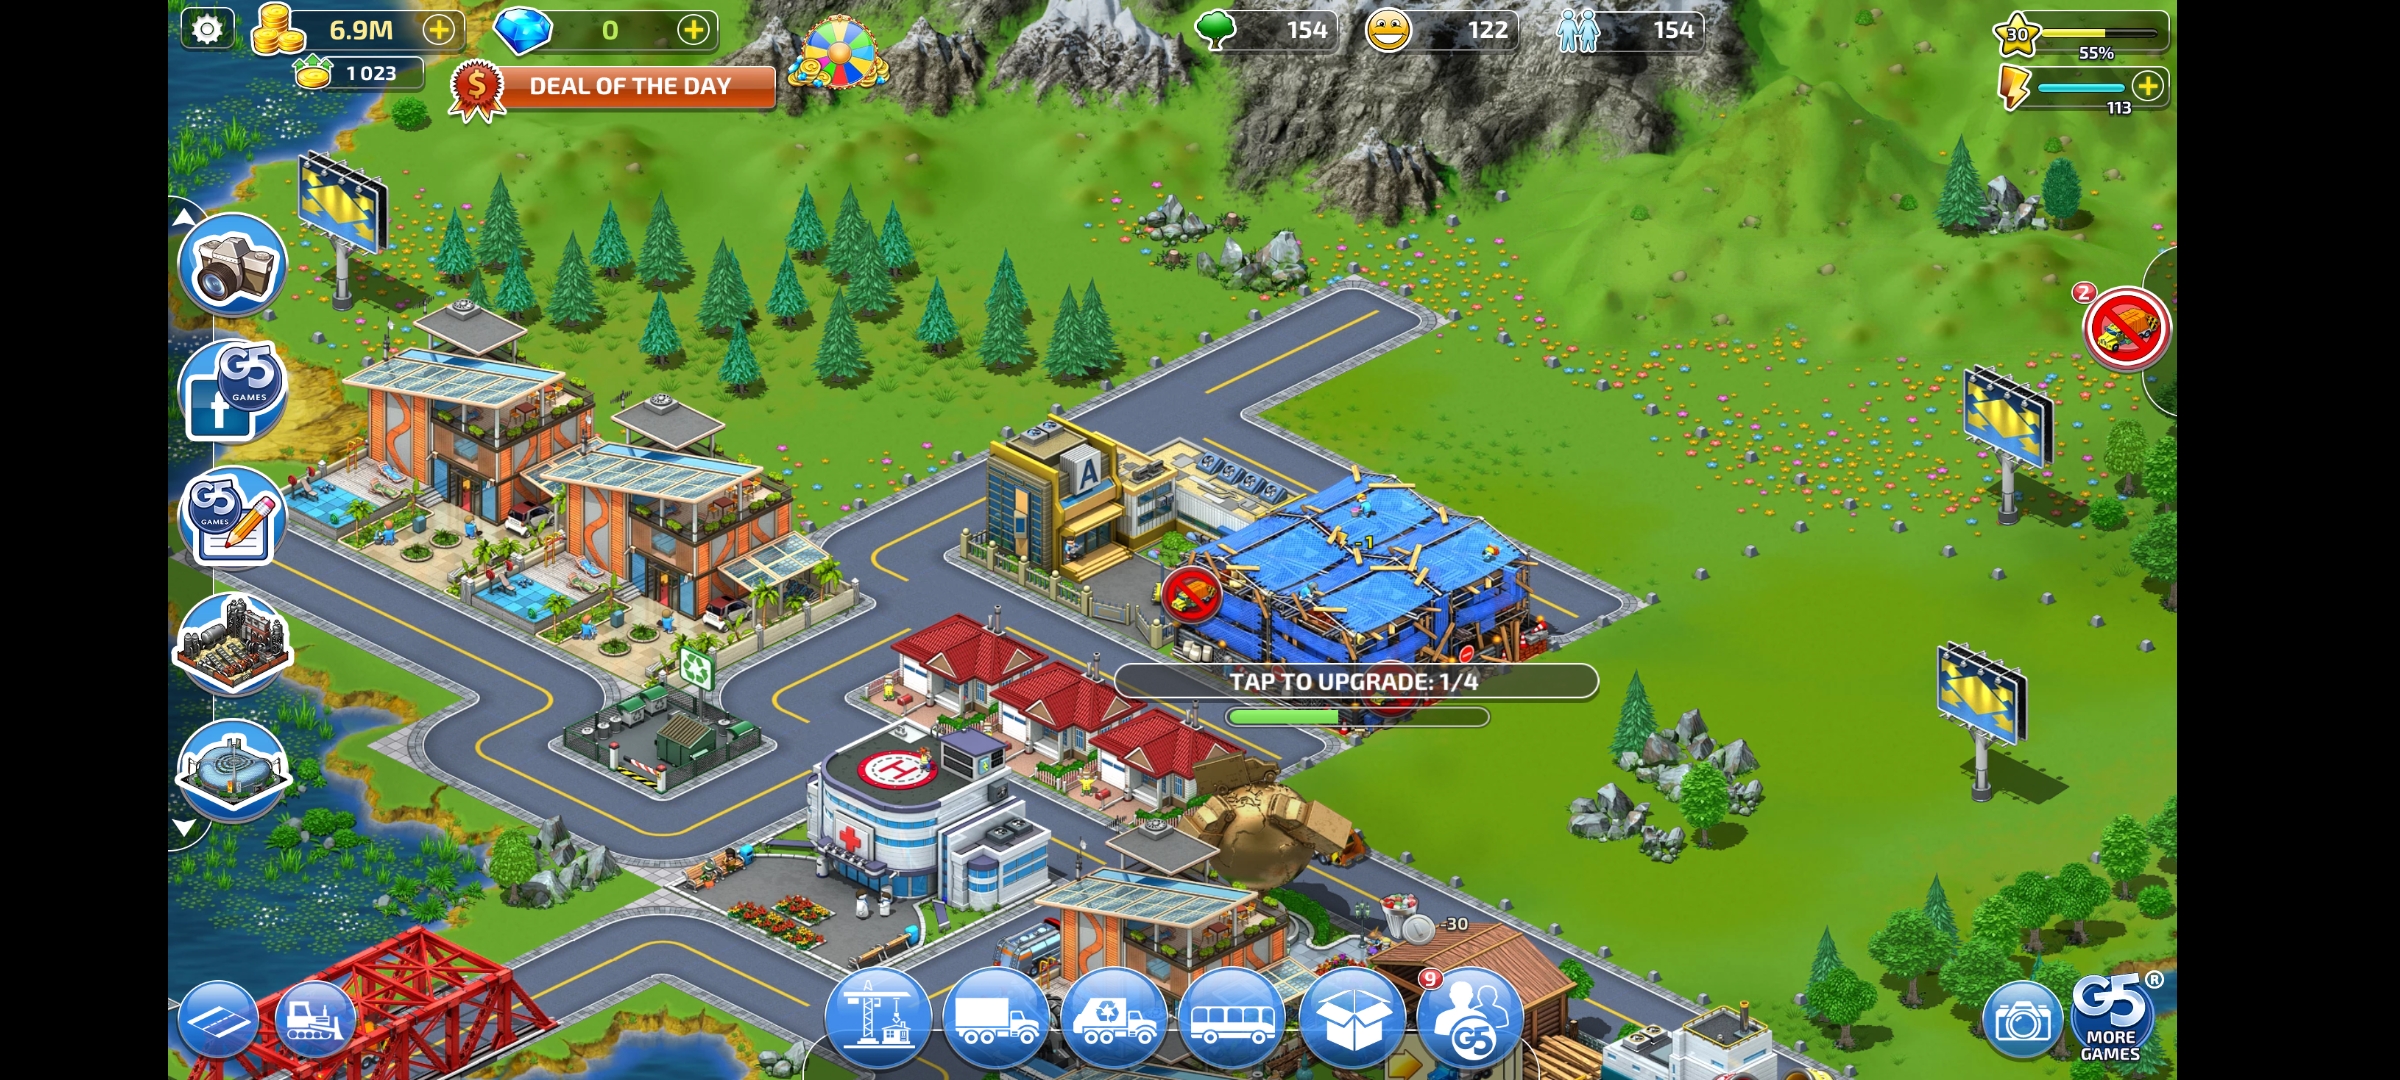 6.9M
0
154
122
154
30
55%
1 023
DEAL OF THE DAY
113
2
G5
GAMES
f
G5
GAMES
A
-1
TAP TO UPGRADE: 1/4
H
-30
A
9
G5
G5®
MORE
GAMES